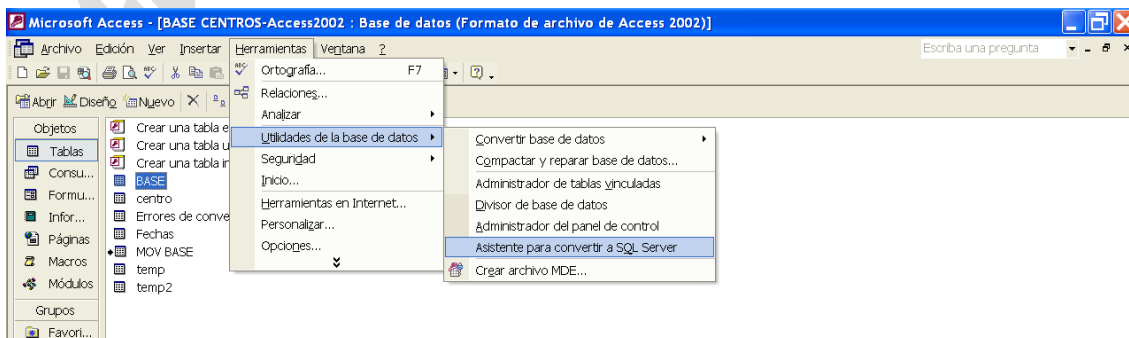 Microsoft Access - [BASE CENTROS-Access2002 : Base de datos (Formato de archivo de Access 2002)]
Archivo Edición Ver Insertar Herramientas Ventana ? Escriba una pregunta
Abrir Diseño Nuevo
Ortografía... F7
Relaciones...
Analizar
Utilidades de la base de datos
Seguridad
Inicio...
Herramientas en Internet...
Personalizar...
Opciones...
Convertir base de datos
Compactar y reparar base de datos...
Administrador de tablas vinculadas
Divisor de base de datos
Administrador del panel de control
Asistente para convertir a SQL Server
Crear archivo MDE...
Objetos
Tablas
Consu...
Formu...
Infor...
Páginas
Macros
Módulos
Grupos
Favori...
Crear una tabla e
Crear una tabla u
Crear una tabla in
BASE
centro
Errores de conve
Fechas
MOV BASE
temp
temp2